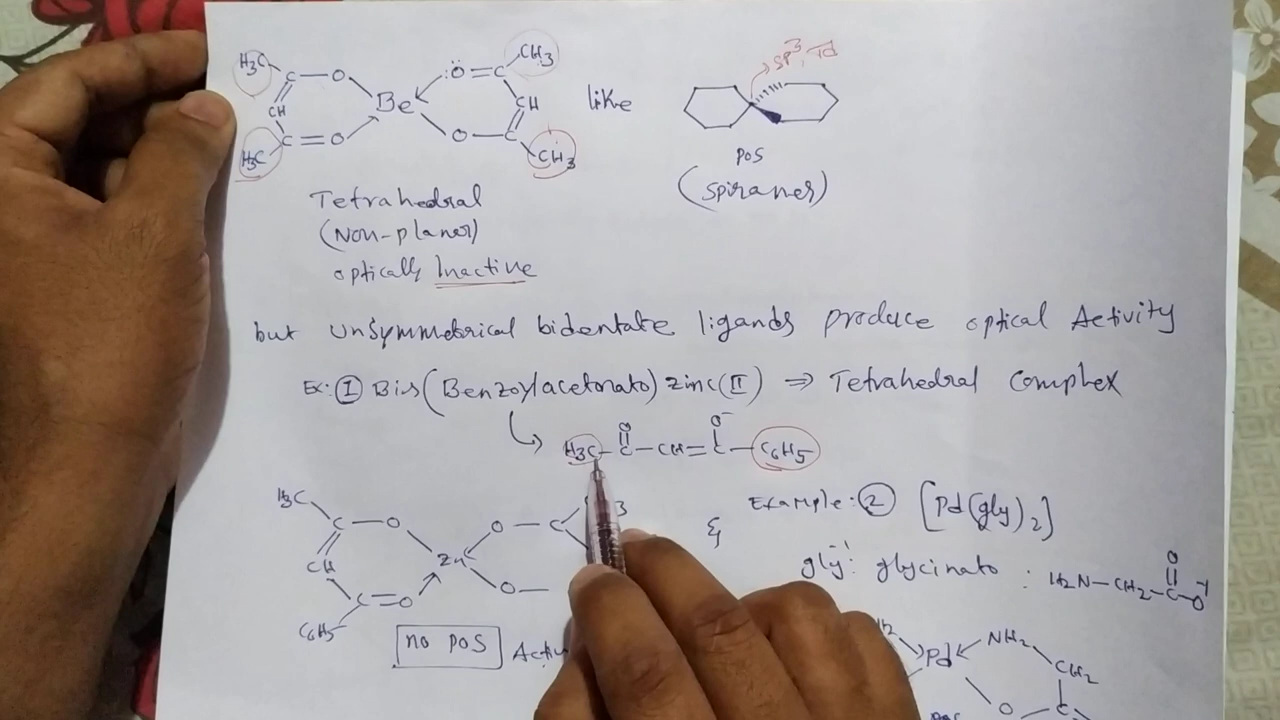 H3C C—O :Ö=C CH3
CH Be CH like SP3, Td
H3C C=O O—C CH3
POS
Tetrahedral (Spiraner)
(Non-planer)
optically Inactive
but unsymmetrical bidentate ligands produce optical Activity
Ex: ① Bis(Benzoylacetonato)zinc(II) ⇒ Tetrahedral Complex
O O-
H3C—C—CH=C—C6H5
H3C 3 Example: ② [Pd(gly)2]
C—O O—C &
CH Zn gly-1: glycinato : H2N—CH2—C—O-1
O
C=O O—
C6H5 no POS Pd NH2
CH2
O—C